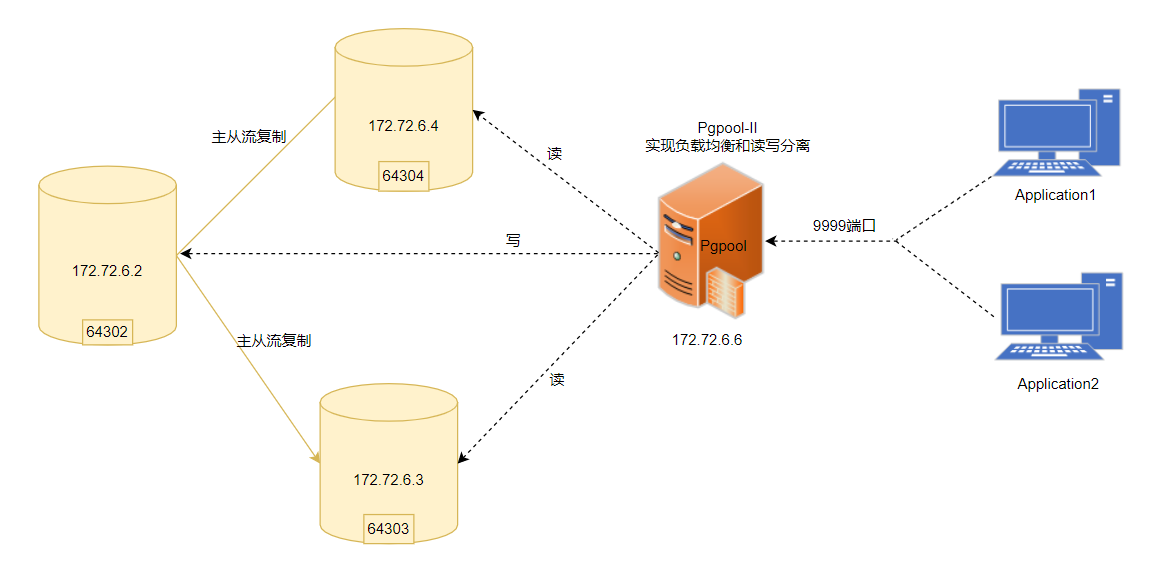 172.72.6.4
64304
主从流复制
172.72.6.2
64302
主从流复制
172.72.6.3
64303
读
写
读
Pgpool-II
实现负载均衡和读写分离
Pgpool
172.72.6.6
9999端口
Application1
Application2